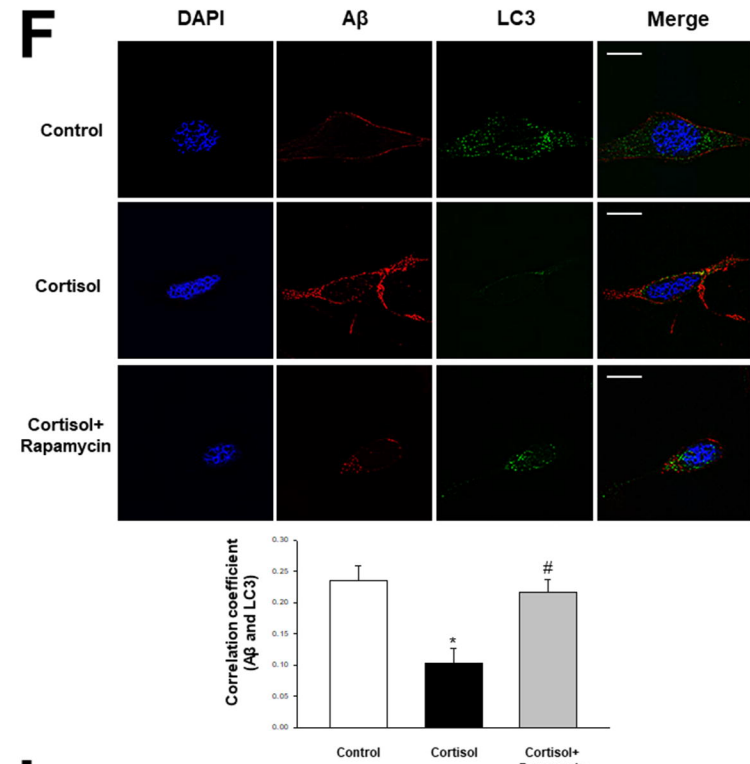 F
DAPI Aβ LC3 Merge
Control
Cortisol
Cortisol+
Rapamycin
Correlation coefficient
(Aβ and LC3)
0.30
0.25
0.20
0.15
0.10
0.05
0.00
*
#
Control Cortisol Cortisol+